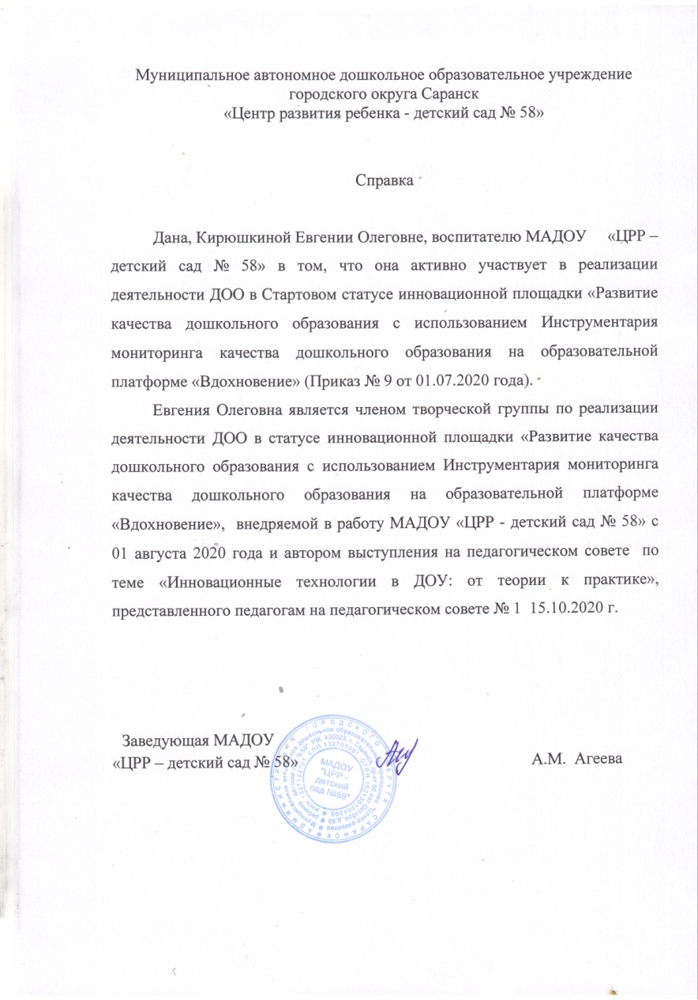 Муниципальное автономное дошкольное образовательное учреждение
городского округа Саранск
«Центр развития ребенка - детский сад № 58»
Справка
Дана, Кирюшкиной Евгении Олеговне, воспитателю МАДОУ «ЦРР –
детский сад № 58» в том, что она активно участвует в реализации
деятельности ДОО в Стартовом статусе инновационной площадки «Развитие
качества дошкольного образования с использованием Инструментария
мониторинга качества дошкольного образования на образовательной
платформе «Вдохновение» (Приказ № 9 от 01.07.2020 года).
Евгения Олеговна является членом творческой группы по реализации
деятельности ДОО в статусе инновационной площадки «Развитие качества
дошкольного образования с использованием Инструментария мониторинга
качества дошкольного образования на образовательной платформе
«Вдохновение», внедряемой в работу МАДОУ «ЦРР - детский сад № 58» с
01 августа 2020 года и автором выступления на педагогическом совете по
теме «Инновационные технологии в ДОУ: от теории к практике»,
представленного педагогам на педагогическом совете № 1 15.10.2020 г.
Заведующая МАДОУ
«ЦРР – детский сад № 58»
А.М. Агеева
МАДОУ
"ЦРР -
детский
сад №58"